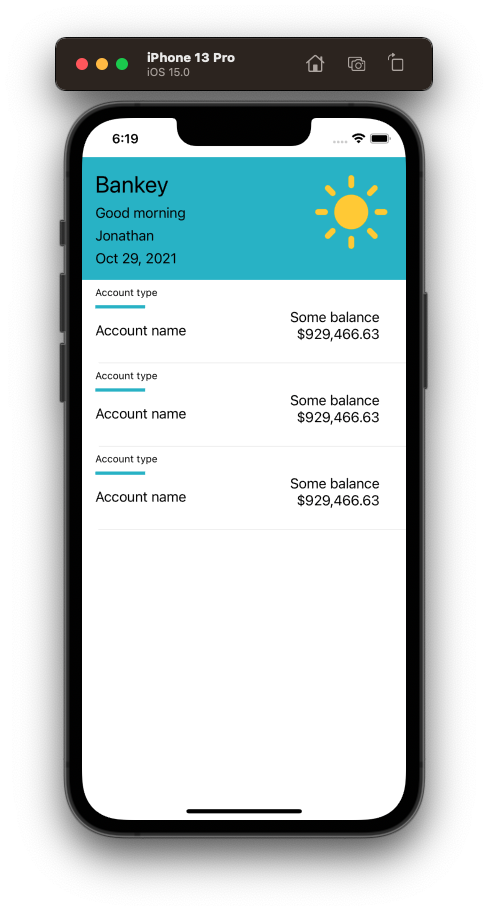 iPhone 13 Pro
iOS 15.0
6:19
Bankey
Good morning
Jonathan
Oct 29, 2021
Account type
Account name
Some balance
$929,466.63
Account type
Account name
Some balance
$929,466.63
Account type
Account name
Some balance
$929,466.63